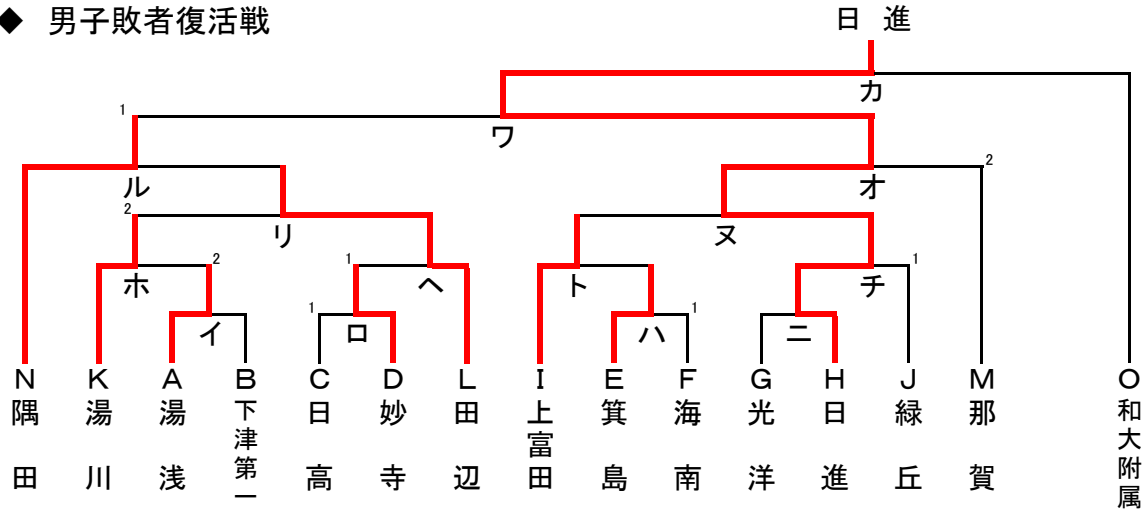 ◆ 男子敗者復活戦
日進
カ
1
ワ
2
ル
オ
2
リ
ヌ
2
1
1
ホ
ヘ
ト
チ
1
1
イ
ロ
ハ
ニ
N K A B C D L I E F G H J M O
隅田
湯川
湯浅
下津第一
日高
妙寺
田辺
上富田
箕島
海南
光洋
日進
緑丘
那賀
和大附属